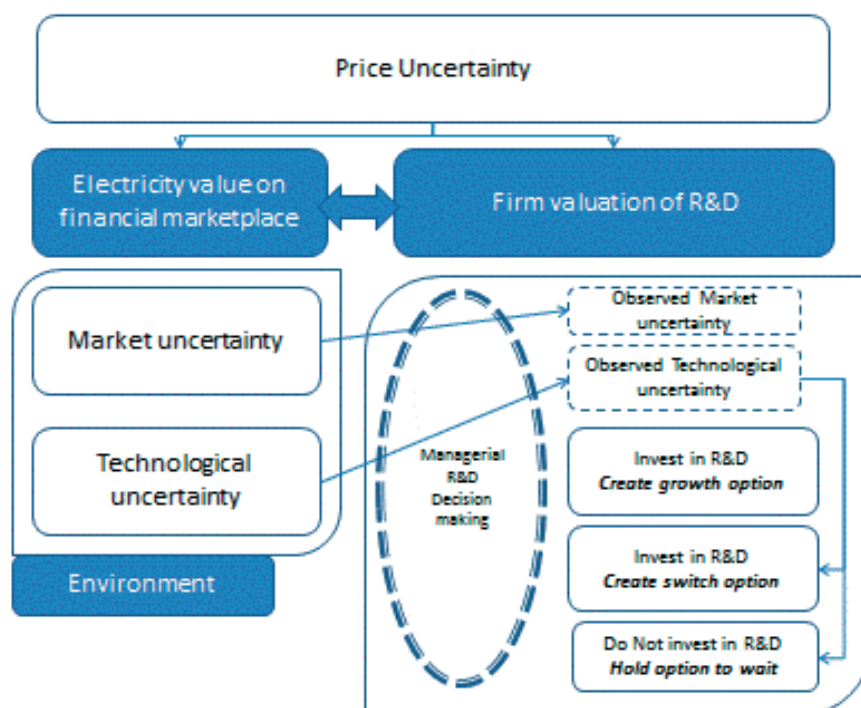 Price Uncertainty
Electricity value on
financial marketplace
Firm valuation of R&D
Market uncertainty
Technological
uncertainty
Environment
Managerial
R&D
Decision
making
Observed Market
uncertainty
Observed Technological
uncertainty
Invest in R&D
Create growth option
Invest in R&D
Create switch option
Do Not invest in R&D
Hold option to wait